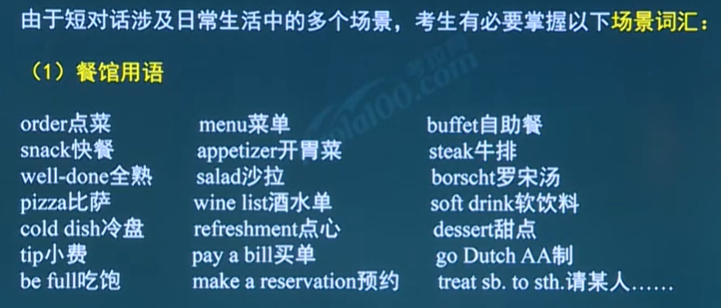 由于短对话涉及日常生活中的多个场景，考生有必要掌握以下场景词汇：
（1）餐馆用语
order点菜 menu菜单 buffet自助餐
snack快餐 appetizer开胃菜 steak牛排
well-done全熟 salad沙拉 borscht罗宋汤
pizza比萨 wine list酒水单 soft drink软饮料
cold dish冷盘 refreshment点心 dessert甜点
tip小费 pay a bill买单 go Dutch AA制
be full吃饱 make a reservation预约 treat sb. to sth.请某人……